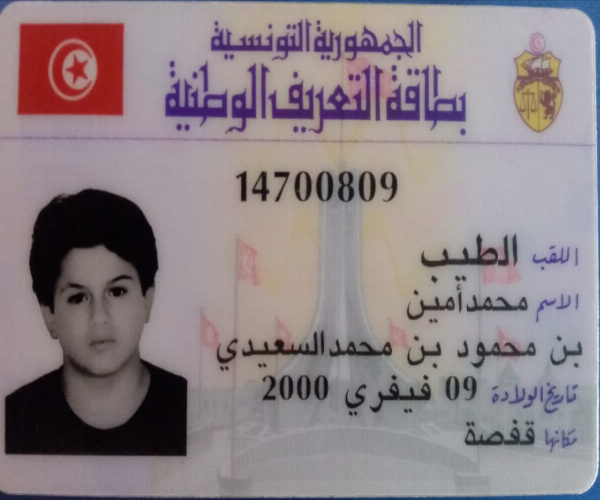 الجمهورية التونسية
بطاقة التعريف الوطنية
14700809
اللقب الطيب
الاسم محمدأمين
بن محمود بن محمدالسعيدي
تاريخ الولادة 09 فيفري 2000
مكانها قفصة